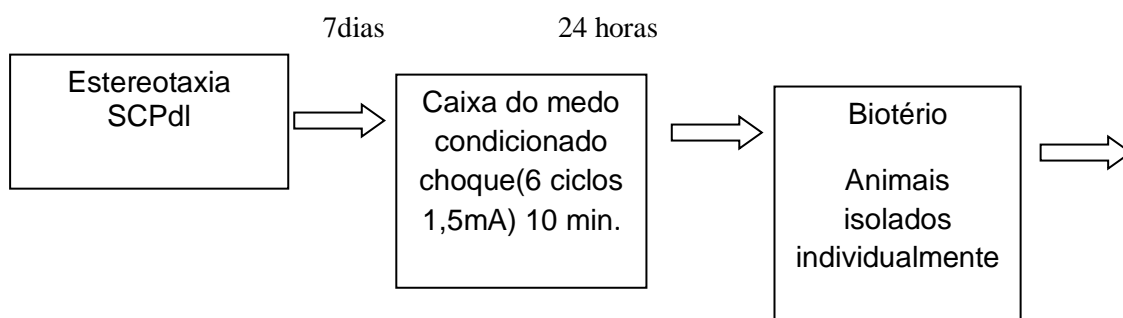 7dias
24 horas
Estereotaxia
SCPdl
Caixa do medo
condicionado
choque(6 ciclos
1,5mA) 10 min.
Biotério
Animais
isolados
individualmente